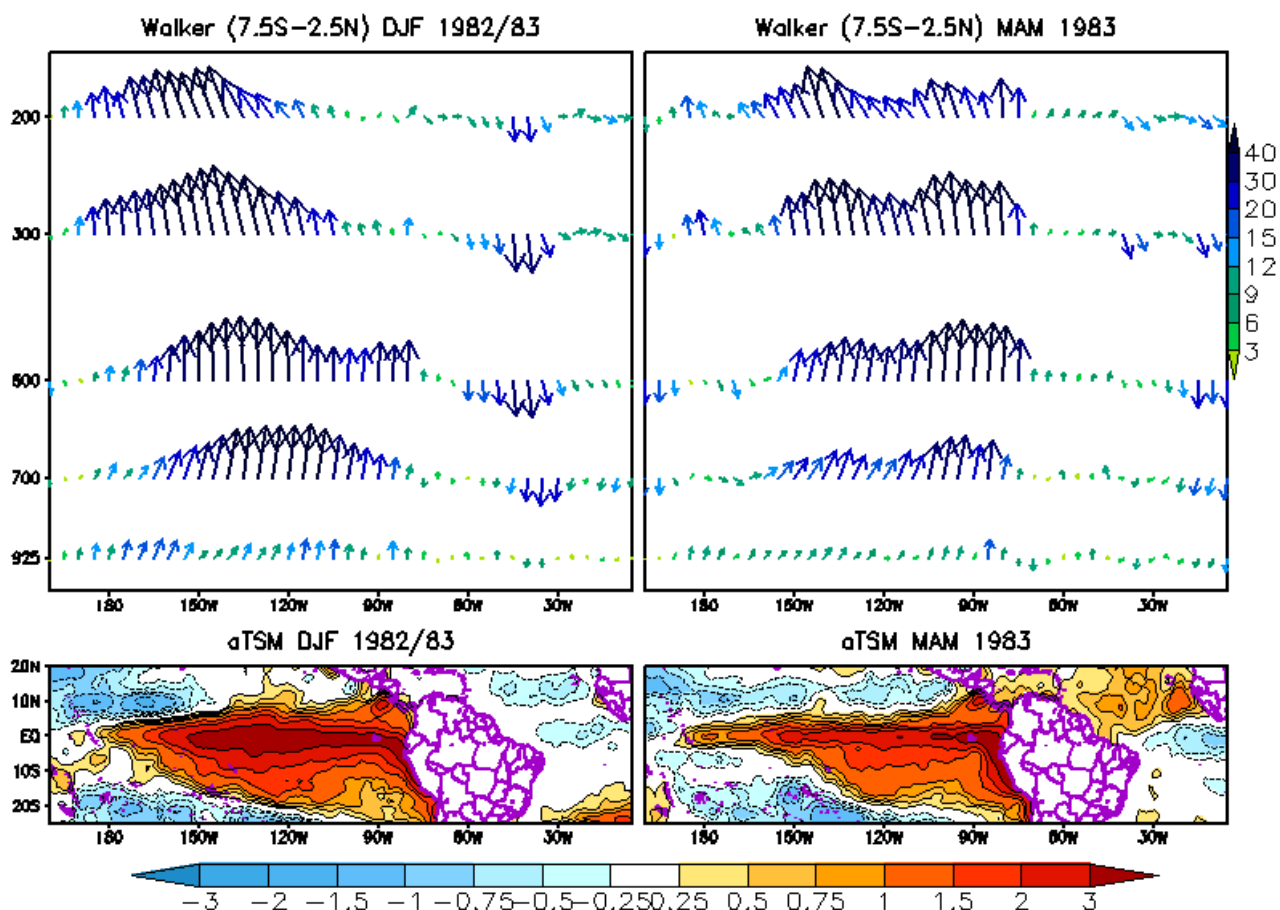 Walker (7.5S-2.5N) DJF 1982/83
Walker (7.5S-2.5N) MAM 1983
200
300
500
700
925
180 150W 120W 90W 60W 30W
180 150W 120W 90W 60W 30W
40
30
20
15
12
9
6
3
aTSM DJF 1982/83
aTSM MAM 1983
20N
10N
EQ
10S
20S
180 150W 120W 90W 60W 30W
180 150W 120W 90W 60W 30W
-3 -2 -1.5 -1 -0.75 -0.5 -0.25 0.25 0.5 0.75 1 1.5 2 3